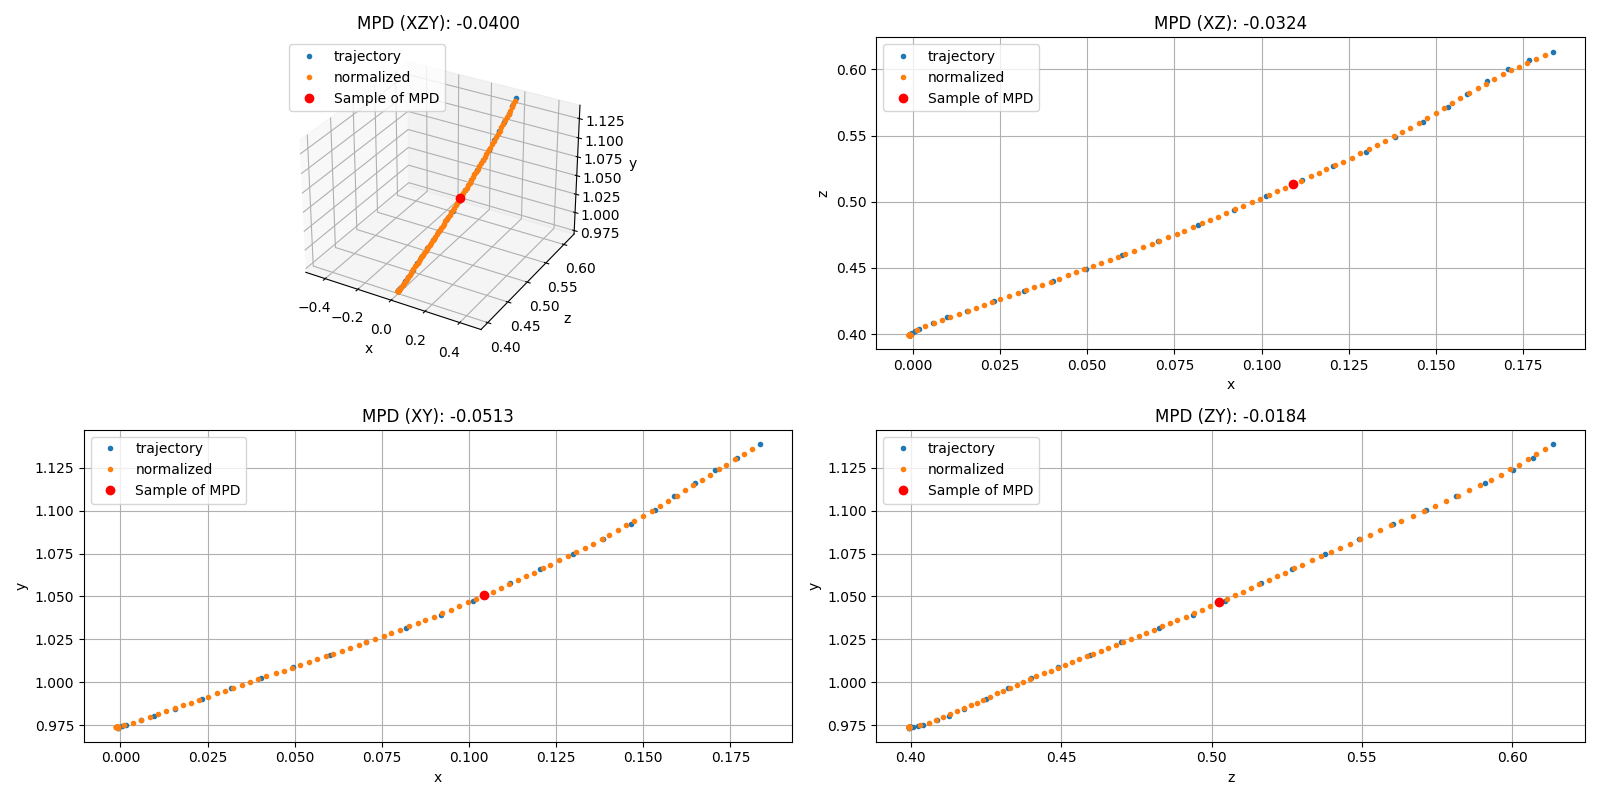 MPD (XZY): -0.0400
trajectory
normalized
Sample of MPD
1.125
1.100
1.075
1.050
1.025
1.000
0.975
y
−0.4
−0.2
0.0
0.2
0.4
x
0.40
0.45
0.50
0.55
0.60
z
MPD (XZ): -0.0324
trajectory
normalized
Sample of MPD
0.60
0.55
0.50
0.45
0.40
z
0.000 0.025 0.050 0.075 0.100 0.125 0.150 0.175
x
MPD (XY): -0.0513
trajectory
normalized
Sample of MPD
1.125
1.100
1.075
1.050
1.025
1.000
0.975
y
0.000 0.025 0.050 0.075 0.100 0.125 0.150 0.175
x
MPD (ZY): -0.0184
trajectory
normalized
Sample of MPD
1.125
1.100
1.075
1.050
1.025
1.000
0.975
y
0.40 0.45 0.50 0.55 0.60
z